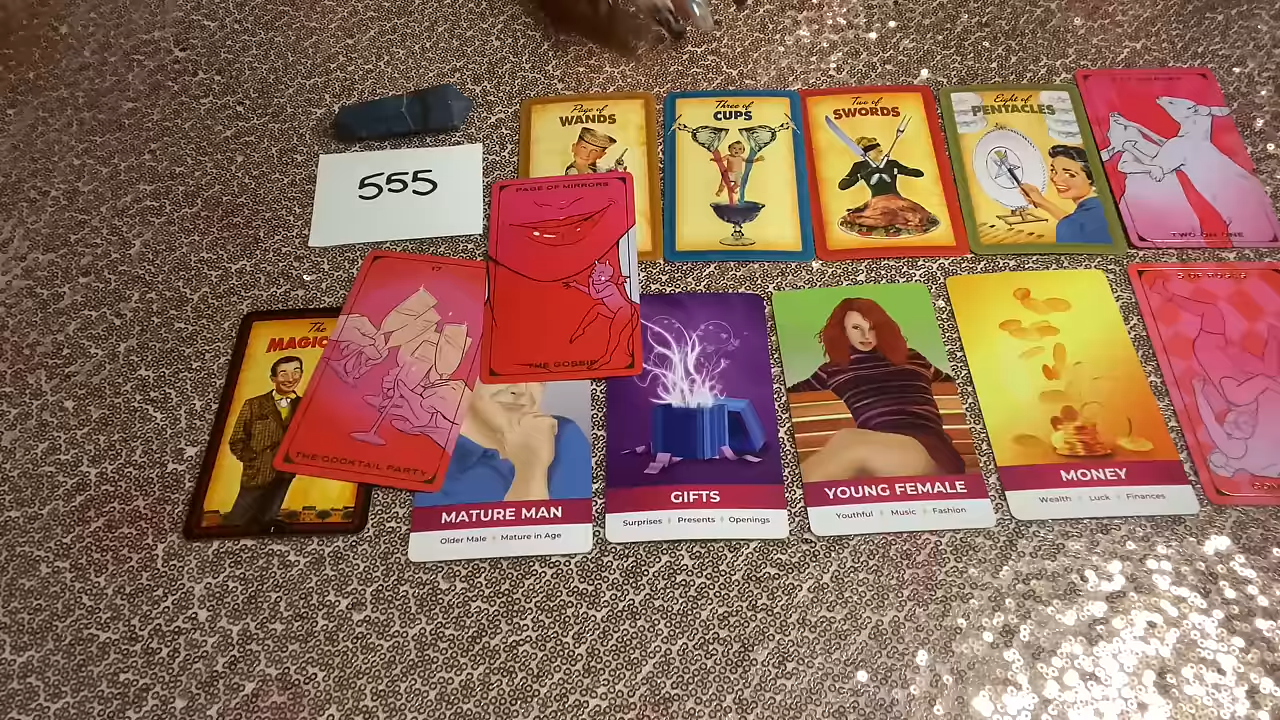 555
Page of
WANDS
Three of
CUPS
Two of
SWORDS
Eight of
PENTACLES
TWO-ON-ONE
PAGE OF MIRRORS
THE GOSSIP
The
MAGIC
17
THE COCKTAIL PARTY
MATURE MAN
Older Male Mature in Age
GIFTS
Surprises Presents Openings
YOUNG FEMALE
Youthful Music Fashion
MONEY
Wealth Luck Finances